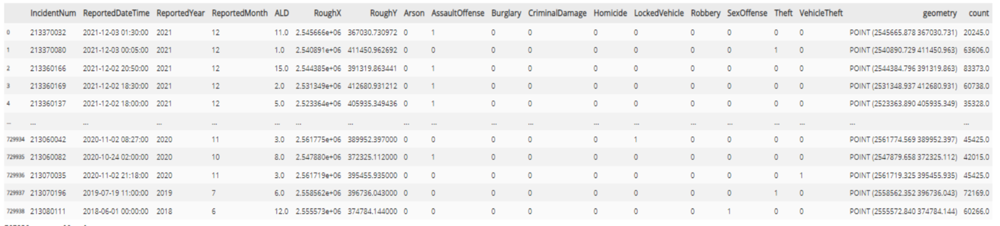 IncidentNum ReportedDateTime ReportedYear ReportedMonth ALD RoughX RoughY Arson AssaultOffense Burglary CriminalDamage Homicide LockedVehicle Robbery SexOffense Theft VehicleTheft geometry count
0 213370032 2021-12-03 01:30:00 2021 12 11.0 2.545666e+06 367030.730972 0 1 0 0 0 0 0 0 0 0 POINT (2545665.878 367030.731) 20245.0
1 213370080 2021-12-03 00:05:00 2021 12 1.0 2.540891e+06 411450.962692 0 0 0 0 0 0 0 0 1 0 POINT (2540890.729 411450.963) 63606.0
2 213360166 2021-12-02 20:50:00 2021 12 15.0 2.544385e+06 391319.863441 0 1 0 0 0 0 0 0 0 0 POINT (2544384.796 391319.863) 83373.0
3 213360169 2021-12-02 18:30:00 2021 12 2.0 2.531349e+06 412680.931212 0 1 0 0 0 0 0 0 0 0 POINT (2531348.937 412680.931) 60738.0
4 213360137 2021-12-02 18:00:00 2021 12 5.0 2.523364e+06 405935.349436 0 1 0 0 0 0 0 0 0 0 POINT (2523363.890 405935.349) 35328.0
... ... ... ... ... ... ... ... ... ... ... ... ... ... ... ... ... ... ... ...
729934 213060042 2020-11-02 08:27:00 2020 11 3.0 2.561775e+06 389952.397000 0 0 0 0 0 1 0 0 0 0 POINT (2561774.569 389952.397) 45425.0
729935 213060082 2020-10-24 02:00:00 2020 10 8.0 2.547880e+06 372325.112000 0 1 0 0 0 0 0 0 0 0 POINT (2547879.658 372325.112) 42015.0
729936 213070035 2020-11-02 21:18:00 2020 11 3.0 2.561719e+06 395455.935000 0 0 0 0 0 0 0 0 0 1 POINT (2561719.325 395455.935) 45425.0
729937 213070196 2019-07-19 11:00:00 2019 7 6.0 2.558562e+06 396736.043000 0 0 0 0 0 0 0 0 1 0 POINT (2558562.352 396736.043) 72169.0
729938 213080111 2018-06-01 00:00:00 2018 6 12.0 2.555573e+06 374784.144000 0 0 0 0 0 0 0 1 0 0 POINT (2555572.840 374784.144) 60266.0